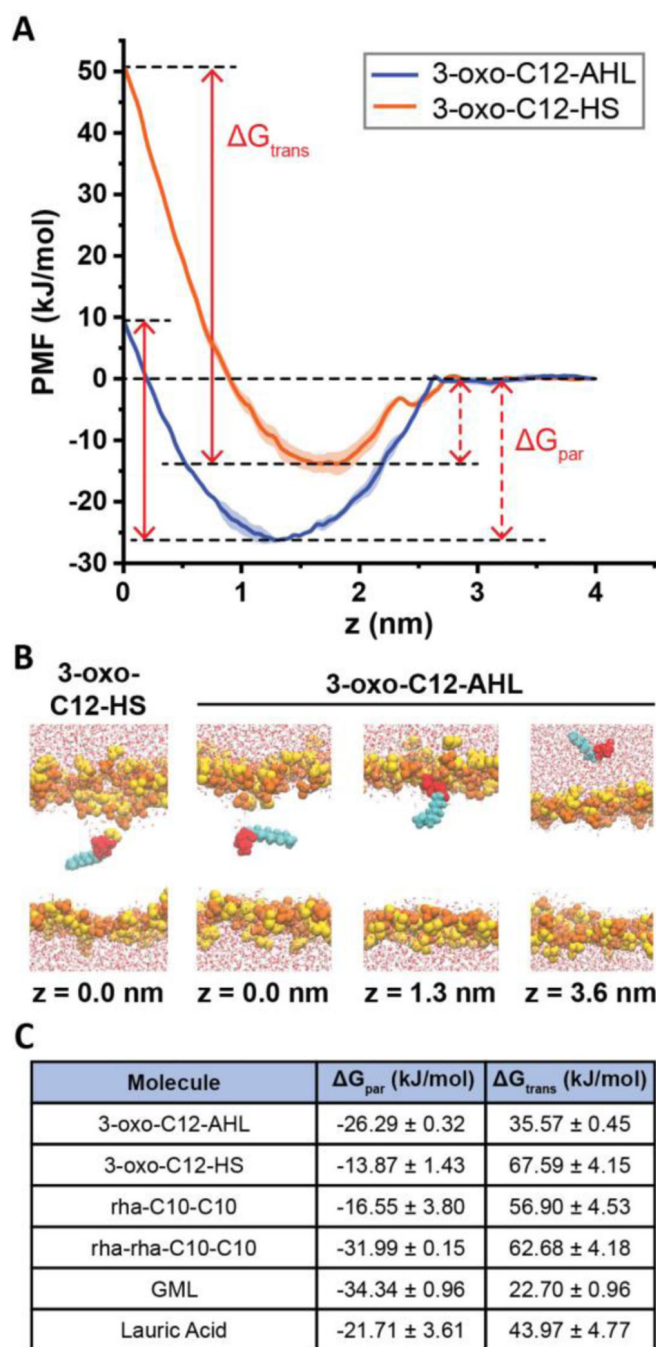 A
3-oxo-C12-AHL
3-oxo-C12-HS
ΔGtrans
ΔGpar
PMF (kJ/mol)
50
40
30
20
10
0
-10
-20
-30
0 1 2 3 4
z (nm)
B
3-oxo-
C12-HS
3-oxo-C12-AHL
z = 0.0 nm z = 0.0 nm z = 1.3 nm z = 3.6 nm
C
Molecule ΔGpar (kJ/mol) ΔGtrans (kJ/mol)
3-oxo-C12-AHL -26.29 ± 0.32 35.57 ± 0.45
3-oxo-C12-HS -13.87 ± 1.43 67.59 ± 4.15
rha-C10-C10 -16.55 ± 3.80 56.90 ± 4.53
rha-rha-C10-C10 -31.99 ± 0.15 62.68 ± 4.18
GML -34.34 ± 0.96 22.70 ± 0.96
Lauric Acid -21.71 ± 3.61 43.97 ± 4.77